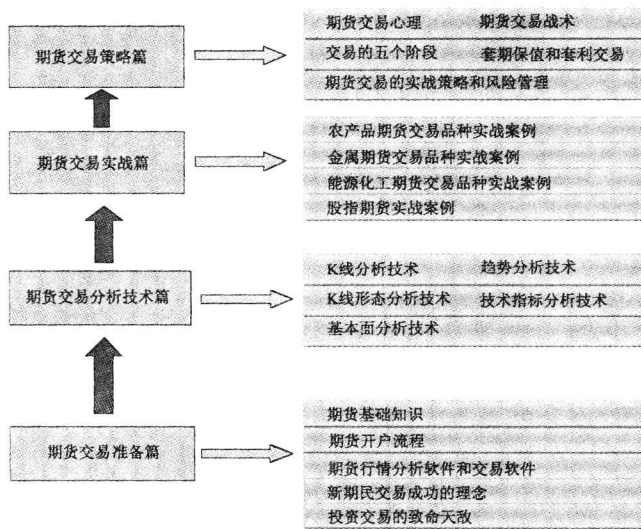 期货交易策略篇
期货交易心理 期货交易战术
交易的五个阶段 套期保值和套利交易
期货交易的实战策略和风险管理
期货交易实战篇
农产品期货交易品种实战案例
金属期货交易品种实战案例
能源化工期货交易品种实战案例
股指期货实战案例
期货交易分析技术篇
K线分析技术 趋势分析技术
K线形态分析技术 技术指标分析技术
基本面分析技术
期货交易准备篇
期货基础知识
期货开户流程
期货行情分析软件和交易软件
新期民交易成功的理念
投资交易的致命天敌